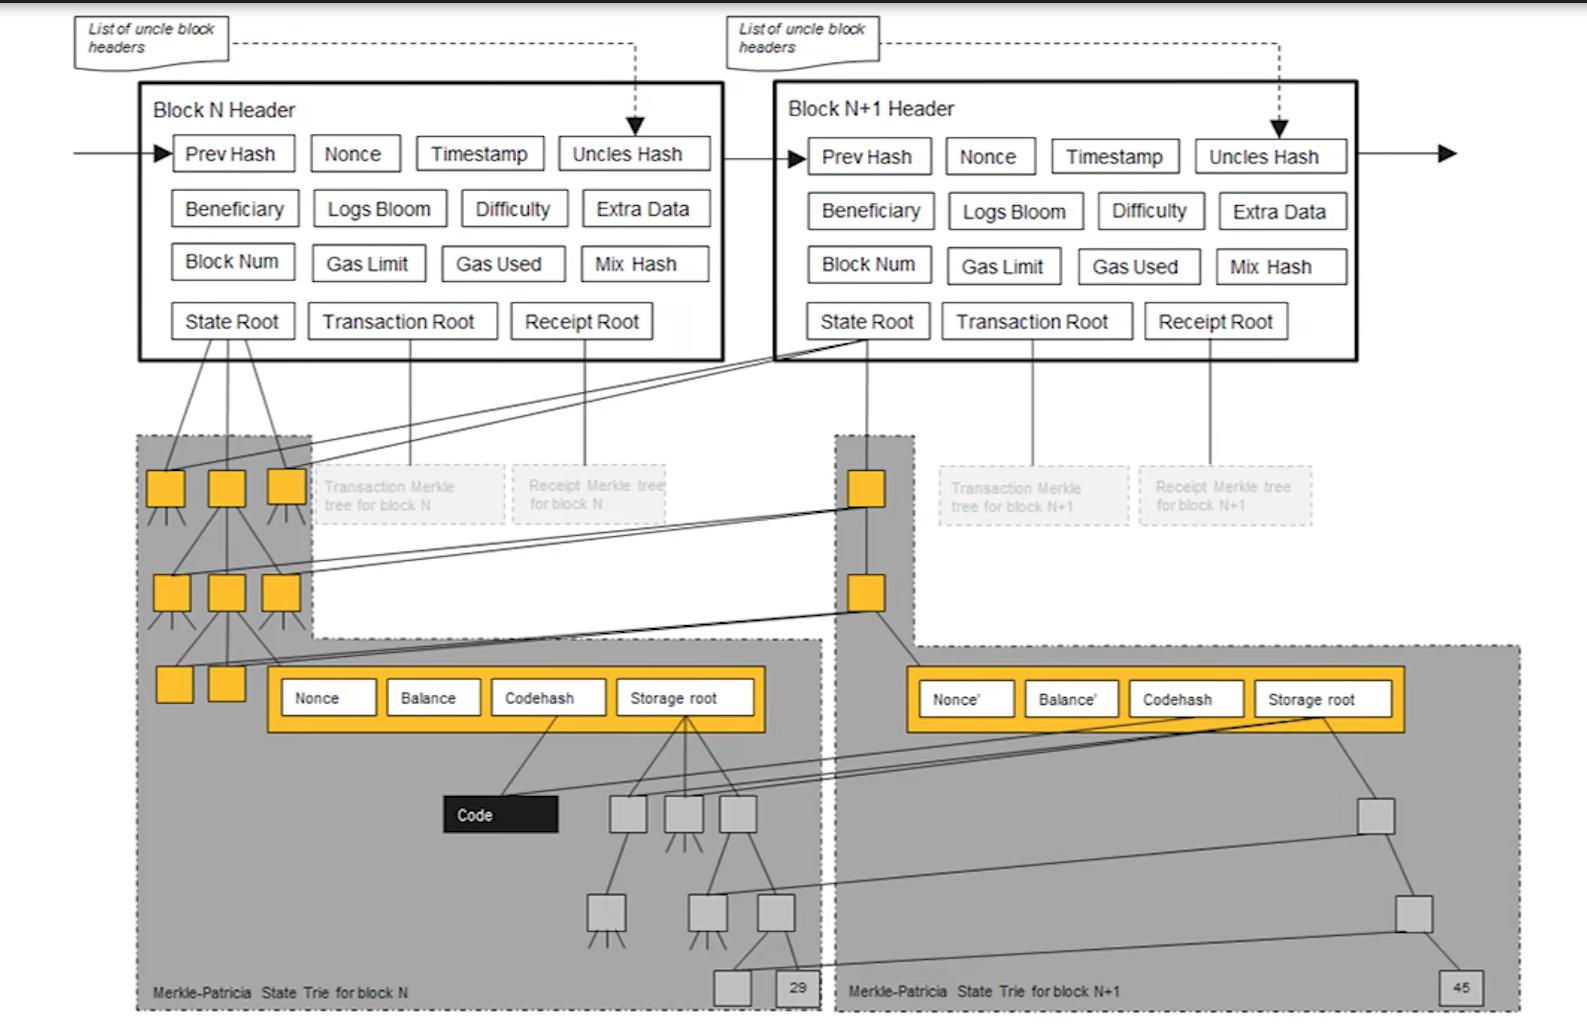 List of uncle block
headers
List of uncle block
headers
Block N Header
Prev Hash
Nonce
Timestamp
Uncles Hash
Beneficiary
Logs Bloom
Difficulty
Extra Data
Block Num
Gas Limit
Gas Used
Mix Hash
State Root
Transaction Root
Receipt Root
Block N+1 Header
Prev Hash
Nonce
Timestamp
Uncles Hash
Beneficiary
Logs Bloom
Difficulty
Extra Data
Block Num
Gas Limit
Gas Used
Mix Hash
State Root
Transaction Root
Receipt Root
Transaction Merkle
tree for block N
Receipt Merkle tree
for block N
Transaction Merkle
tree for block N+1
Receipt Merkle tree
for block N+1
Nonce
Balance
Codehash
Storage root
Nonce'
Balance'
Codehash
Storage root
Code
29
45
Merkle-Patricia State Trie for block N
Merkle-Patricia State Trie for block N+1